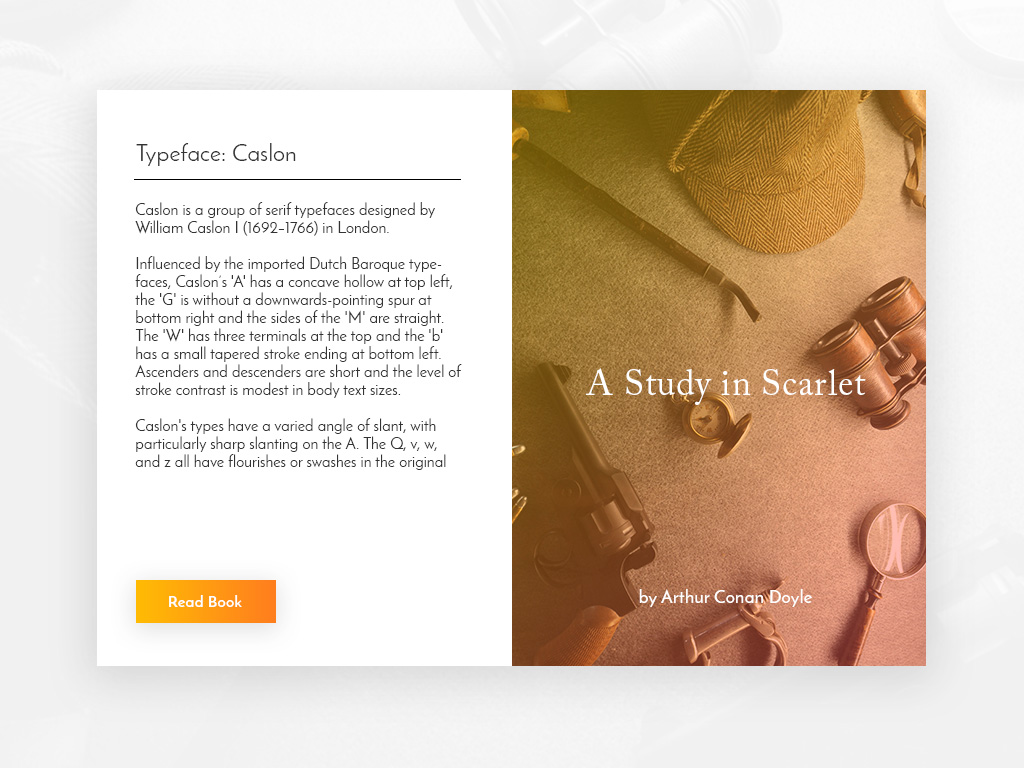 Typeface: Caslon
Caslon is a group of serif typefaces designed by
William Caslon I (1692–1766) in London.
Influenced by the imported Dutch Baroque type-
faces, Caslon's 'A' has a concave hollow at top left,
the 'G' is without a downwards-pointing spur at
bottom right and the sides of the 'M' are straight.
The 'W' has three terminals at the top and the 'b'
has a small tapered stroke ending at bottom left.
Ascenders and descenders are short and the level of
stroke contrast is modest in body text sizes.
Caslon's types have a varied angle of slant, with
particularly sharp slanting on the A. The Q, v, w,
and z all have flourishes or swashes in the original
Read Book
A Study in Scarlet
by Arthur Conan Doyle